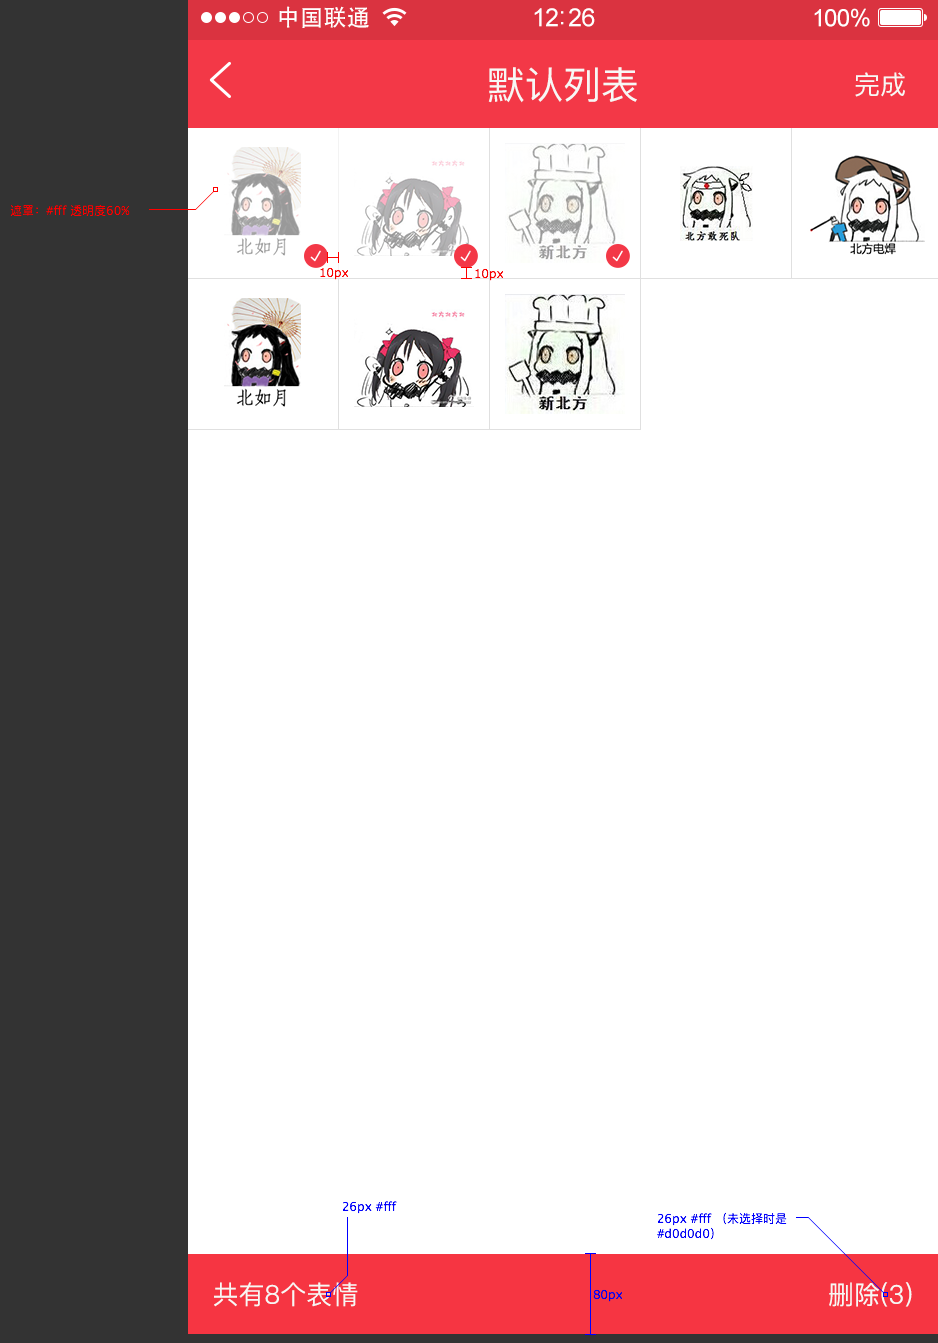 中国联通
12:26
100%
默认列表
完成
遮罩: #fff 透明度60%
北如月
新北方
北方敢死队
北方电焊
10px
10px
北如月
新北方
26px #fff
26px #fff (未选择时是
#d0d0d0)
共有8个表情
80px
删除(3)